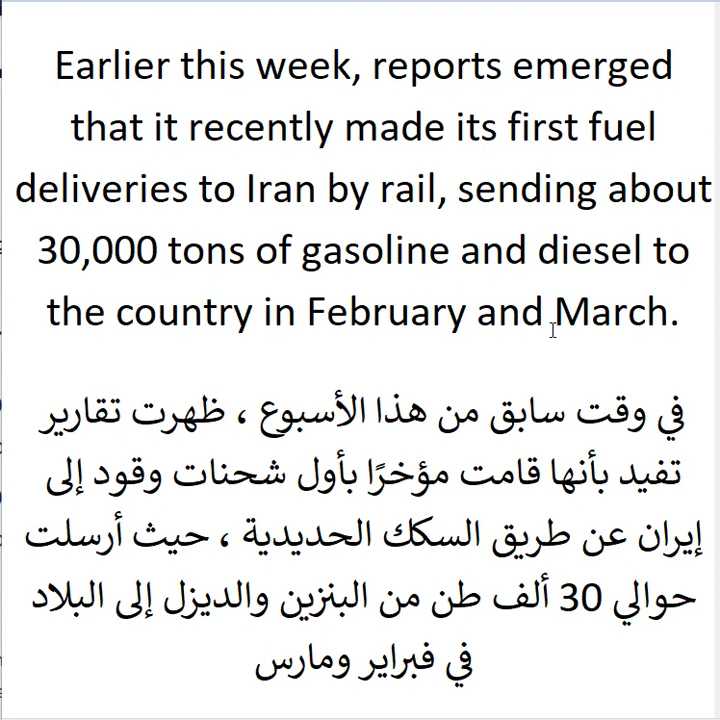 Earlier this week, reports emerged
that it recently made its first fuel
deliveries to Iran by rail, sending about
30,000 tons of gasoline and diesel to
the country in February and March.
في وقت سابق من هذا الأسبوع ، ظهرت تقارير
تفيد بأنها قامت مؤخرًا بأول شحنات وقود إلى
إيران عن طريق السكك الحديدية ، حيث أرسلت
حوالي 30 ألف طن من البنزين والديزل إلى البلاد
في فبراير ومارس